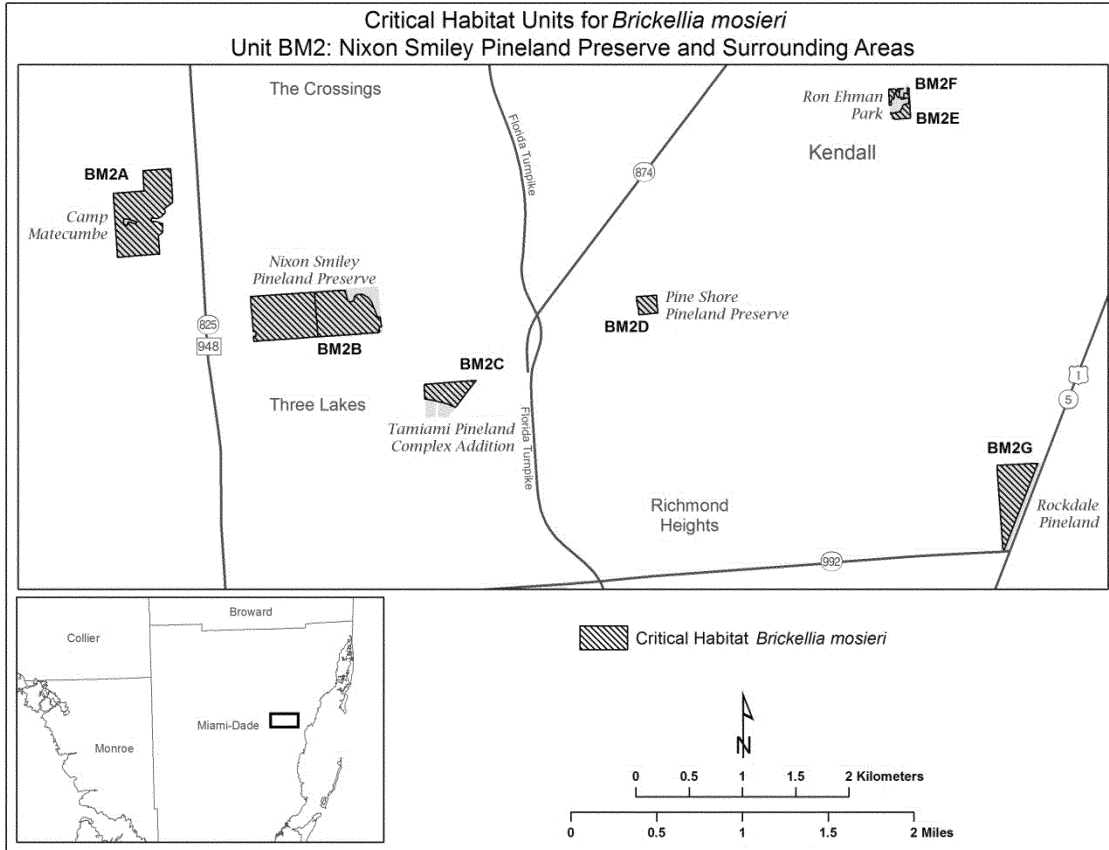 Critical Habitat Units for Brickellia mosieri
Unit BM2: Nixon Smiley Pineland Preserve and Surrounding Areas
The Crossings
Florida Turnpike
Ron Ehman
Park
BM2F
BM2E
Kendall
874
BM2A
Camp
Matecumbe
Nixon Smiley
Pineland Preserve
825
948
BM2B
Pine Shore
Pineland Preserve
BM2D
BM2C
Three Lakes
Tamiami Pineland
Complex Addition
Florida Turnpike
1
5
BM2G
Rockdale
Pineland
Richmond
Heights
992
Broward
Collier
Miami-Dade
Monroe
Critical Habitat Brickellia mosieri
N
0 0.5 1 1.5 2 Kilometers
0 0.5 1 1.5 2 Miles